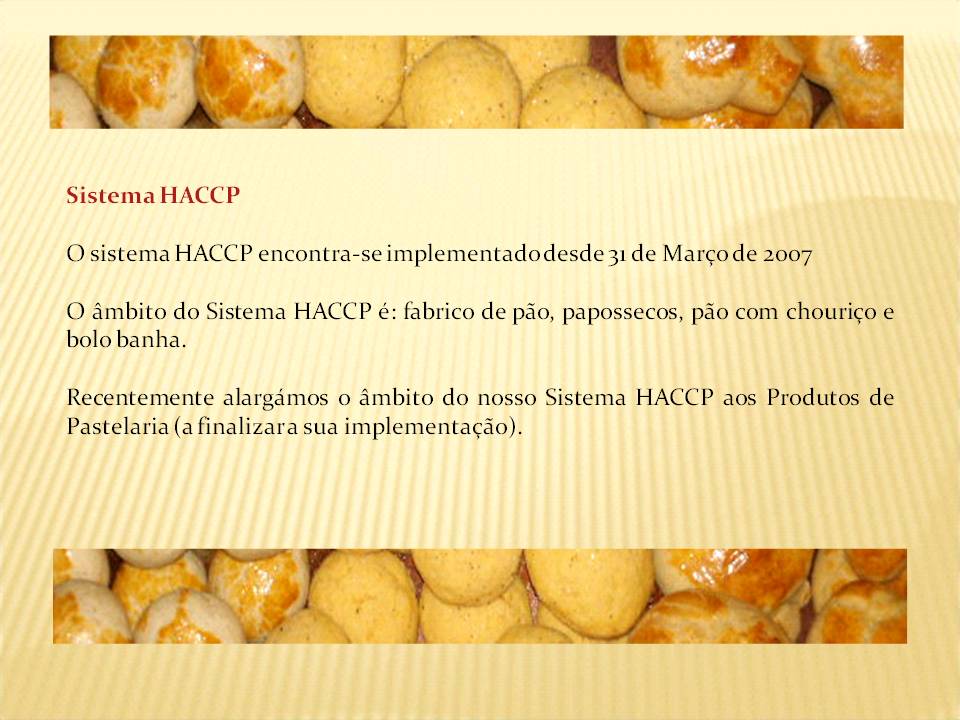 Sistema HACCP
O sistema HACCP encontra-se implementado desde 31 de Março de 2007
O âmbito do Sistema HACCP é: fabrico de pão, papossecos, pão com chouriço e
bolo banha.
Recentemente alargámos o âmbito do nosso Sistema HACCP aos Produtos de
Pastelaria (a finalizar a sua implementação).